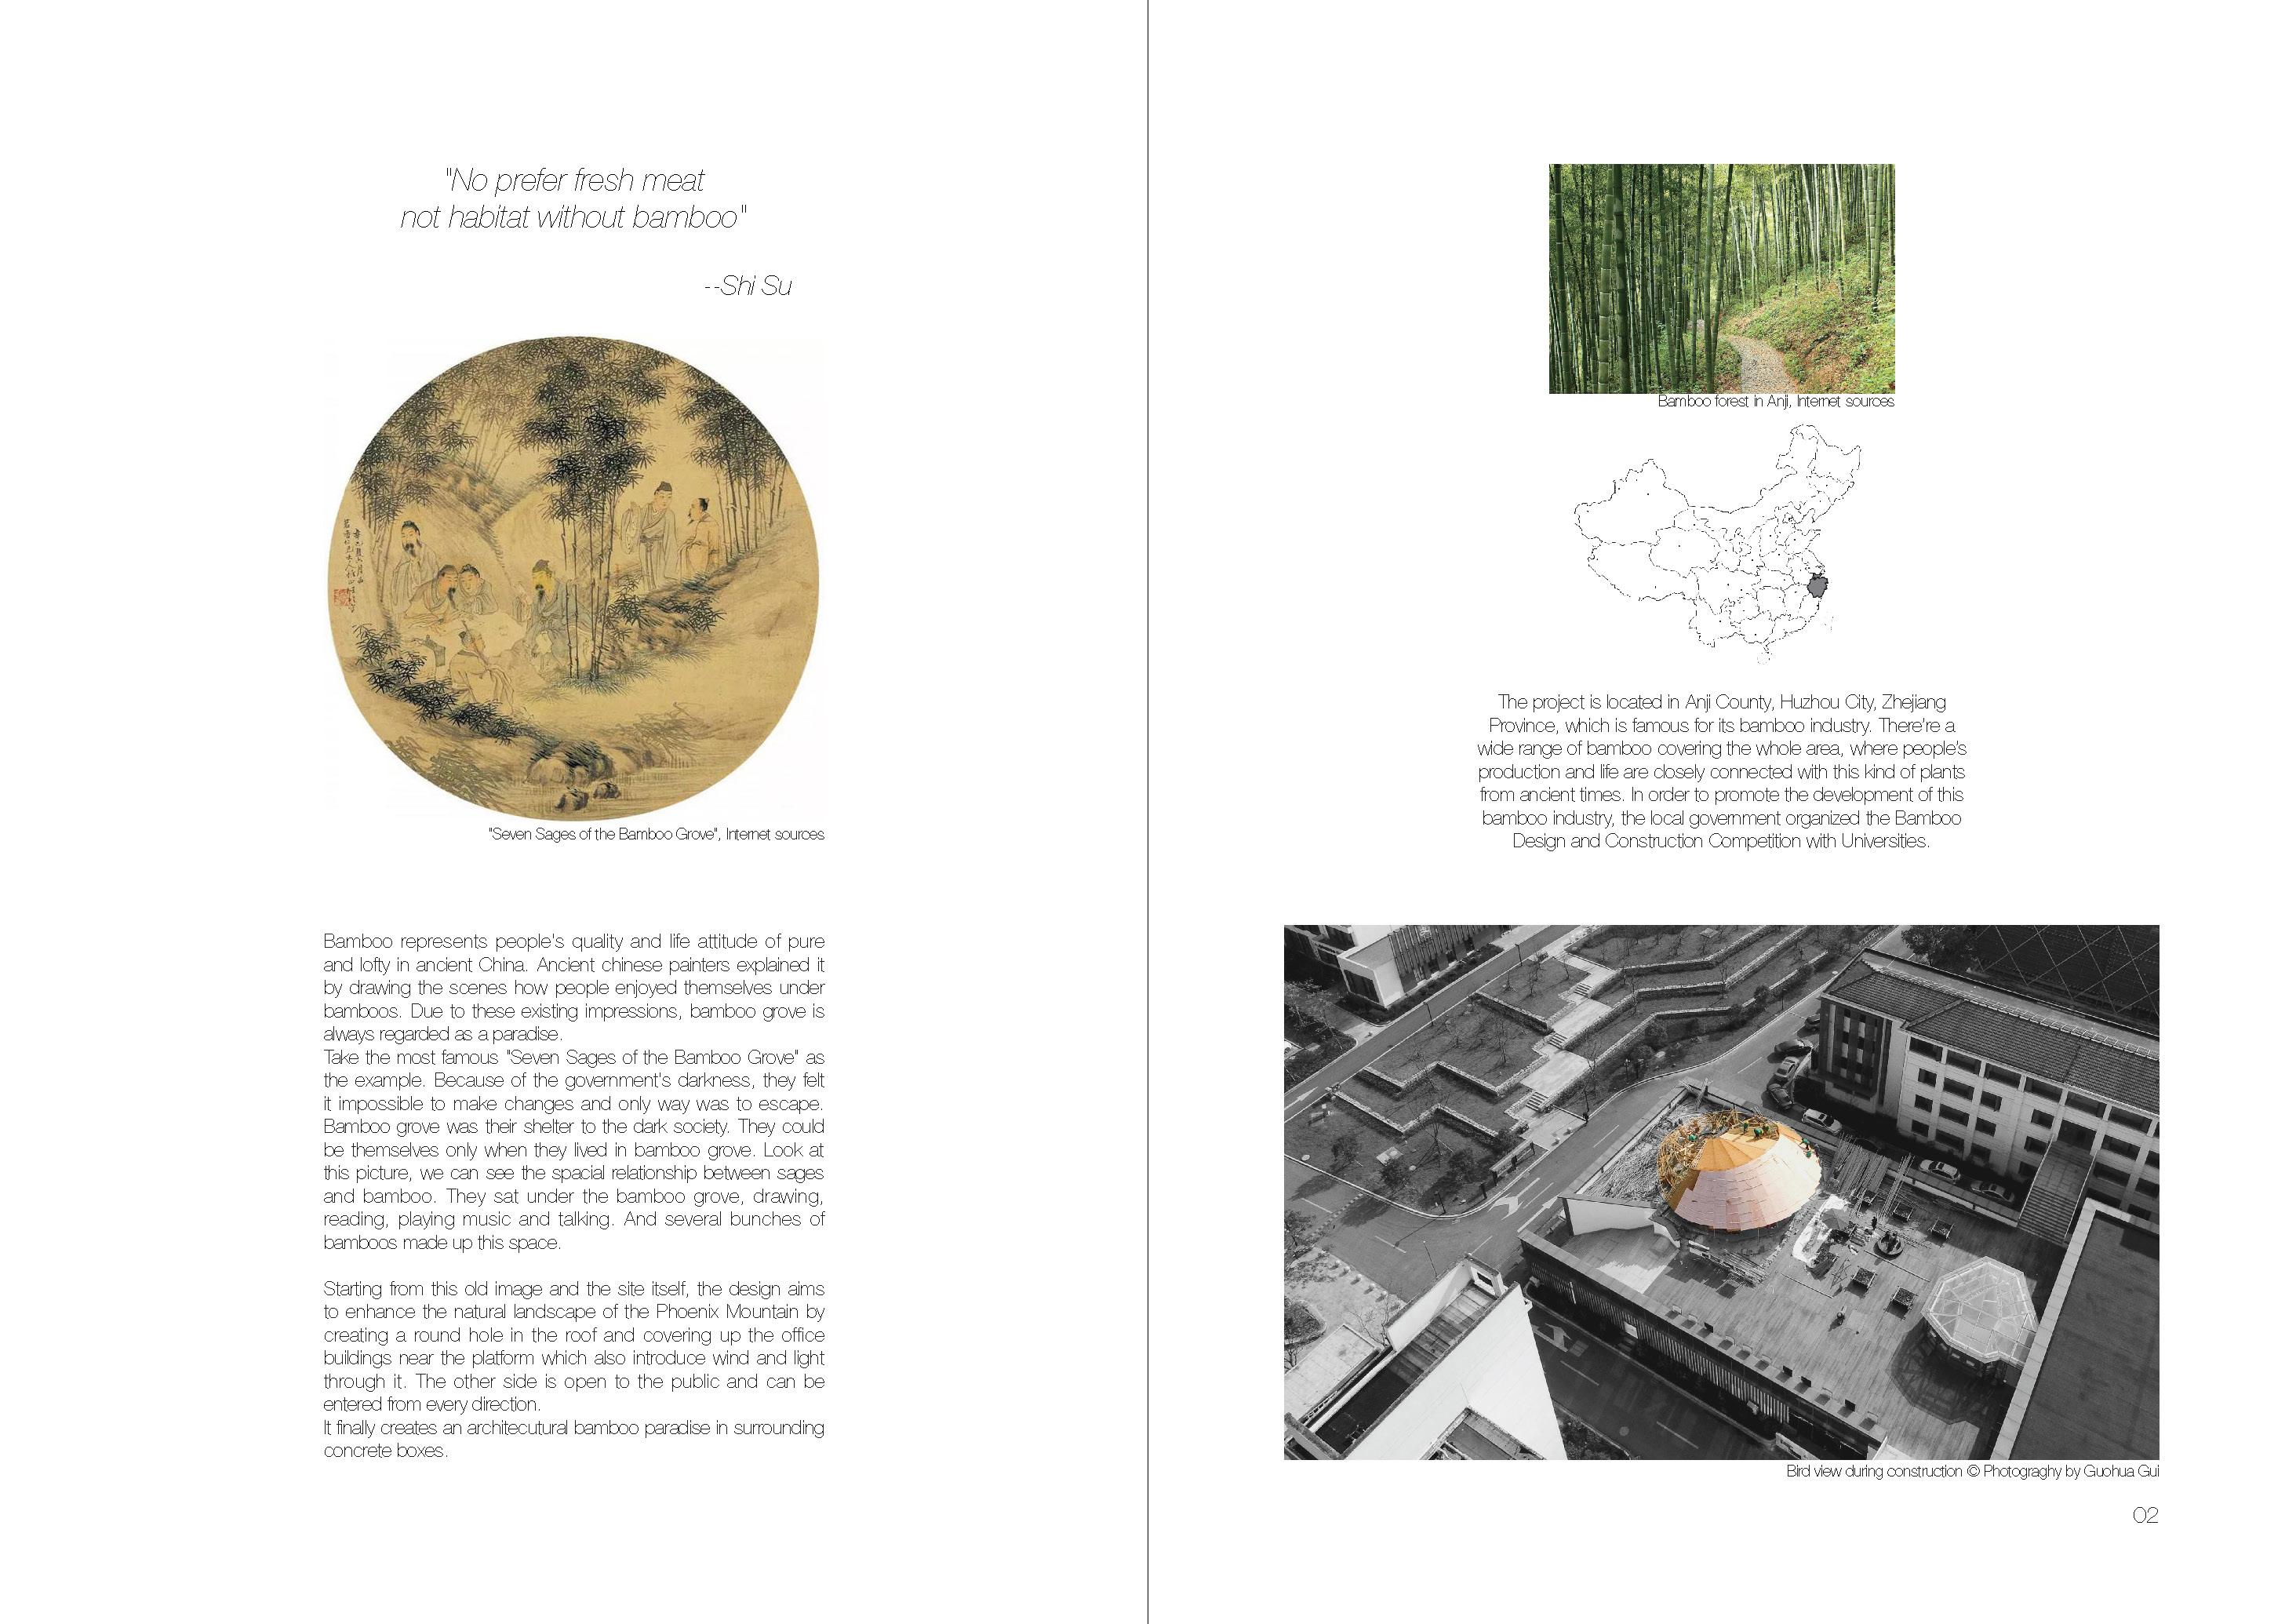 "No prefer fresh meat
not habitat without bamboo"
--Shi Su
"Seven Sages of the Bamboo Grove", Internet sources
Bamboo represents people's quality and life attitude of pure
and lofty in ancient China. Ancient chinese painters explained it
by drawing the scenes how people enjoyed themselves under
bamboos. Due to these existing impressions, bamboo grove is
always regarded as a paradise.
Take the most famous "Seven Sages of the Bamboo Grove" as
the example. Because of the government's darkness, they felt
it impossible to make changes and only way was to escape.
Bamboo grove was their shelter to the dark society. They could
be themselves only when they lived in bamboo grove. Look at
this picture, we can see the spacial relationship between sages
and bamboo. They sat under the bamboo grove, drawing,
reading, playing music and talking. And several bunches of
bamboos made up this space.
Starting from this old image and the site itself, the design aims
to enhance the natural landscape of the Phoenix Mountain by
creating a round hole in the roof and covering up the office
buildings near the platform which also introduce wind and light
through it. The other side is open to the public and can be
entered from every direction.
It finally creates an architecutural bamboo paradise in surrounding
concrete boxes.
Bamboo forest in Anji, Internet sources
The project is located in Anji County, Huzhou City, Zhejiang
Province, which is famous for its bamboo industry. There're a
wide range of bamboo covering the whole area, where people's
production and life are closely connected with this kind of plants
from ancient times. In order to promote the development of this
bamboo industry, the local government organized the Bamboo
Design and Construction Competition with Universities.
Bird view during construction © Photograghy by Guohua Gui
02